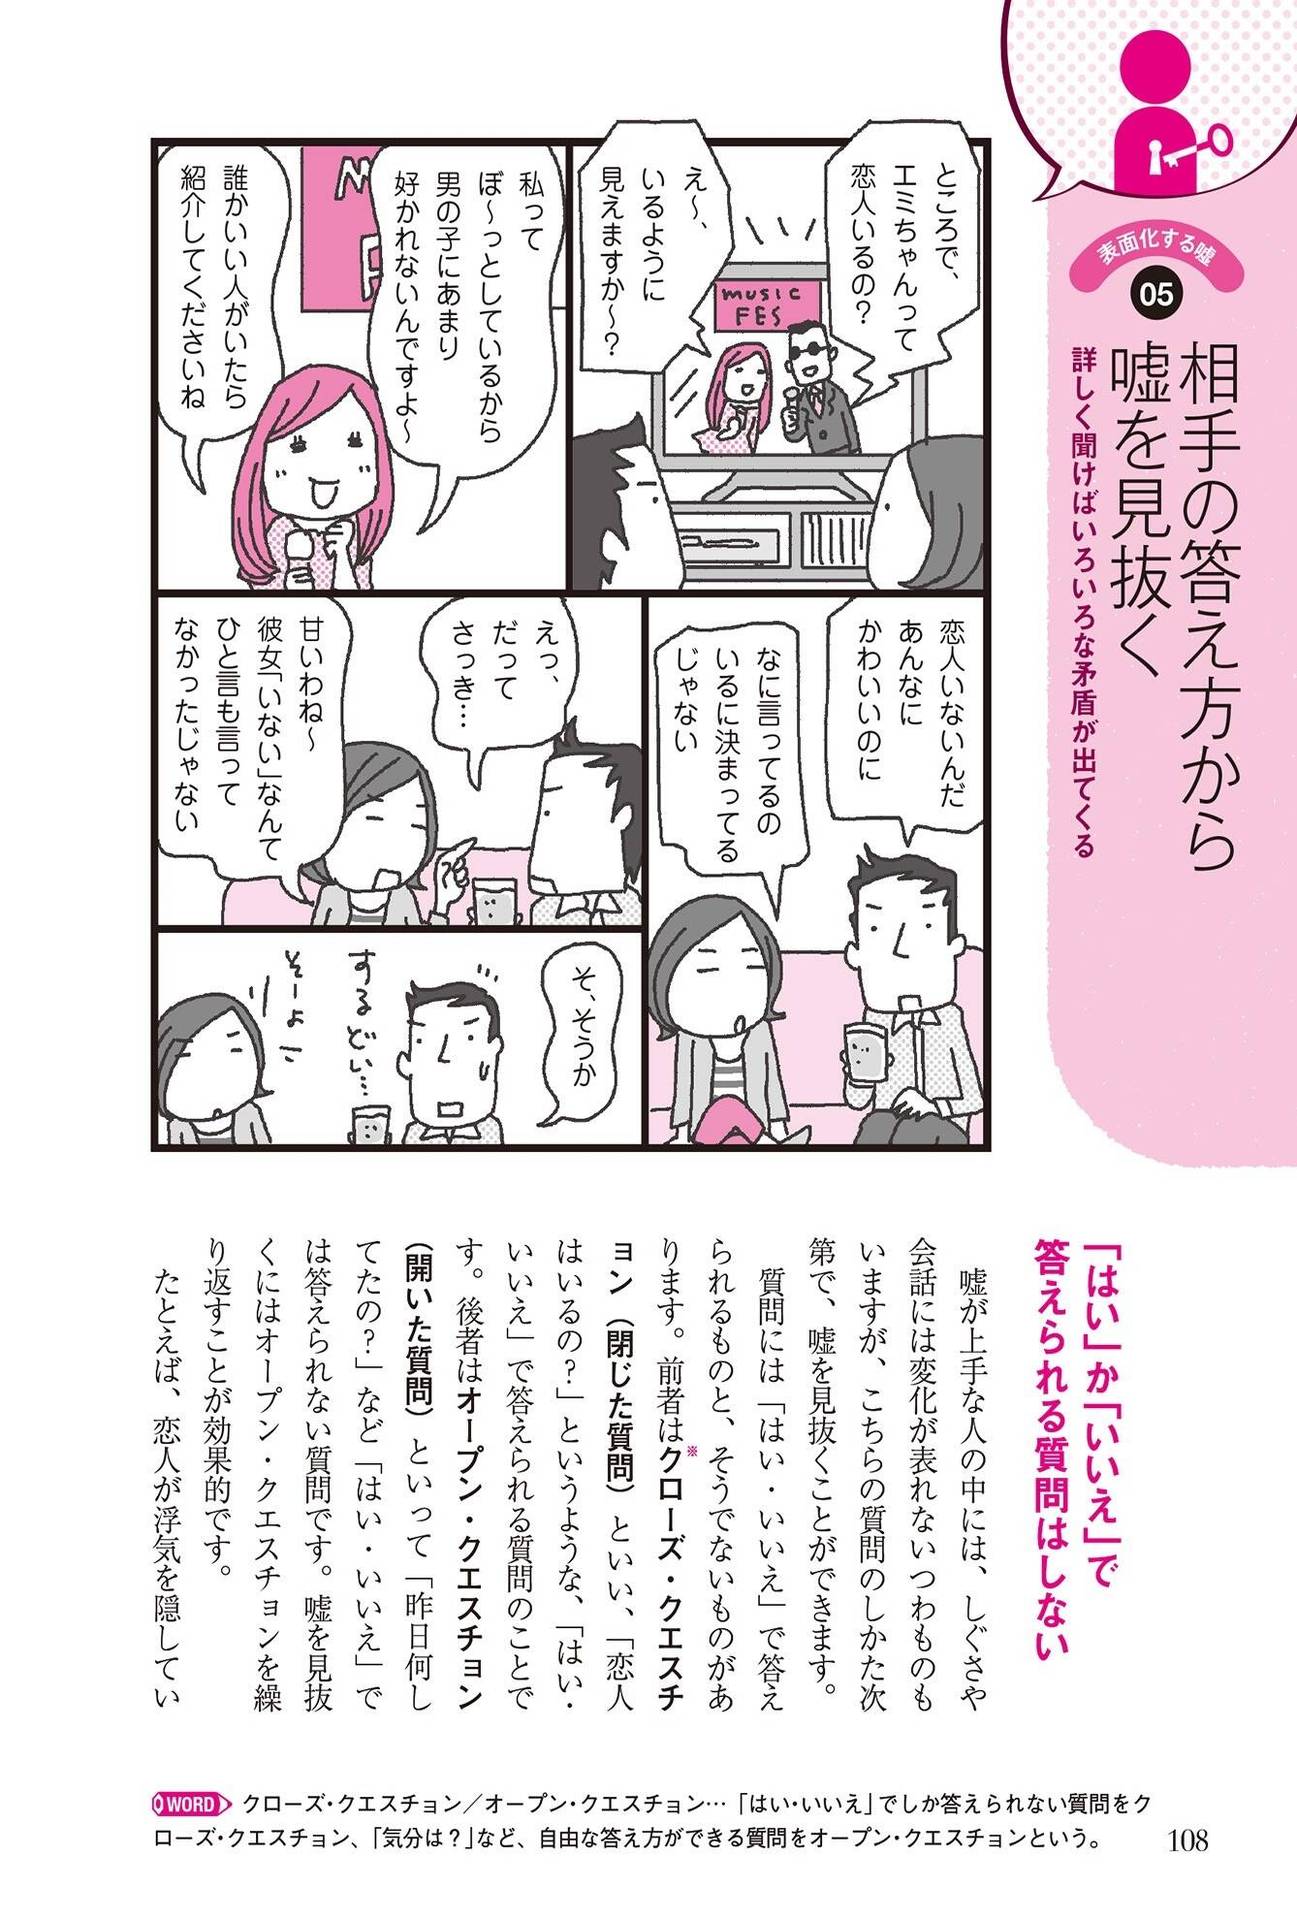 表面化する嘘
05
相手の答え方から
嘘を見抜く
詳しく聞けばいろいろな矛盾が出てくる
ところで、
エミちゃんって
恋人いるの？
え〜、
いるように
見えますか〜？
MUSIC
FES
私って
ぼ〜っとしているから
男の子にあまり
好かれないんですよ〜
誰かいい人がいたら
紹介してくださいね
恋人いないんだ
あんなに
かわいいのに
なに言ってるの
いるに決まってる
じゃない
えっ、
だって
さっき…
甘いわね〜
彼女「いない」なんて
ひと言も言って
なかったじゃない
そ、そうか
するどい…
そーよ
「はい」か「いいえ」で
答えられる質問はしない
嘘が上手な人の中には、しぐさや
会話には変化が表れないつわものも
いますが、こちらの質問のしかた次
第で、嘘を見抜くことができます。
質問には「はい・いいえ」で答え
られるものと、そうでないものがあ
ります。前者は※クローズ・クエスチ
ョン（閉じた質問）といい、「恋人
はいるの？」というような、「はい・
いいえ」で答えられる質問のことで
す。後者はオープン・クエスチョン
（開いた質問）といって「昨日何し
てたの？」など「はい・いいえ」で
は答えられない質問です。嘘を見抜
くにはオープン・クエスチョンを繰
り返すことが効果的です。
たとえば、恋人が浮気を隠してい
WORD クローズ・クエスチョン／オープン・クエスチョン…「はい・いいえ」でしか答えられない質問をク
ローズ・クエスチョン、「気分は？」など、自由な答え方ができる質問をオープン・クエスチョンという。
108